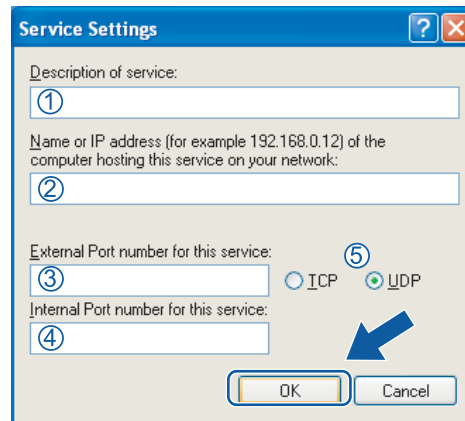 Service Settings
?
X
Description of service:
①
Name or IP address (for example 192.168.0.12) of the
computer hosting this service on your network:
②
External Port number for this service:
⑤
③
TCP
UDP
Internal Port number for this service:
④
OK
Cancel